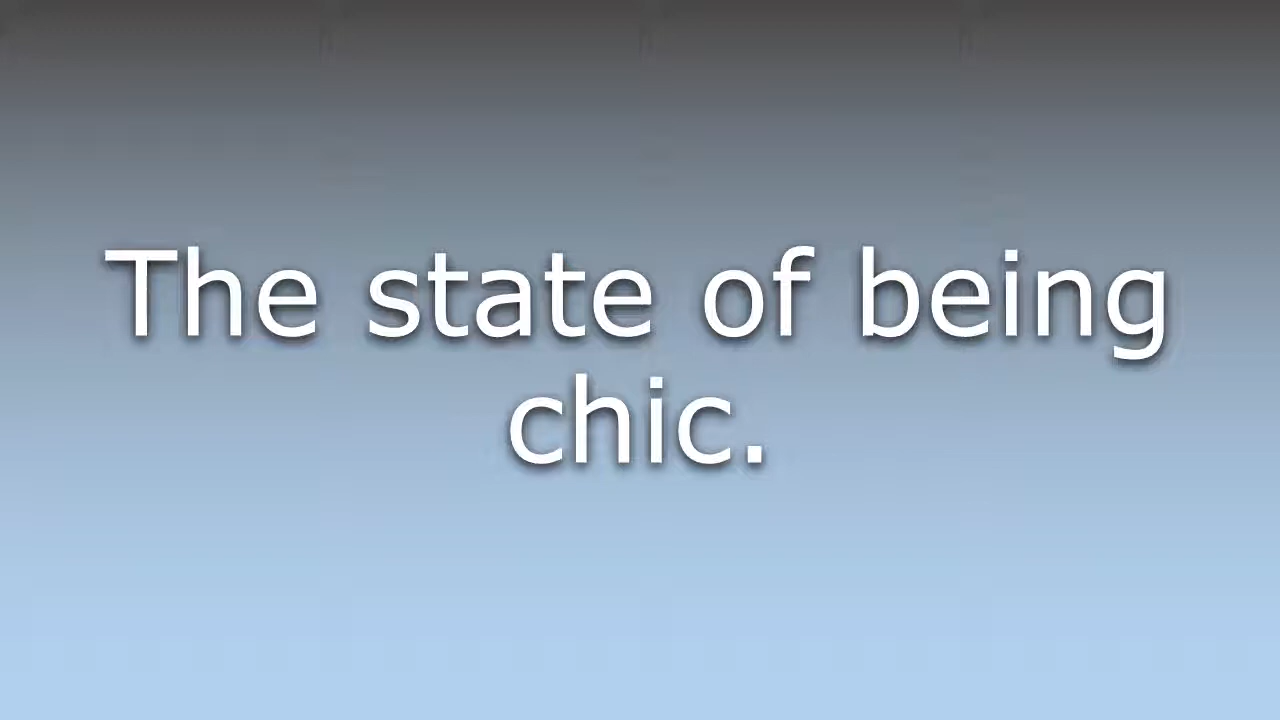 The state of being
chic.